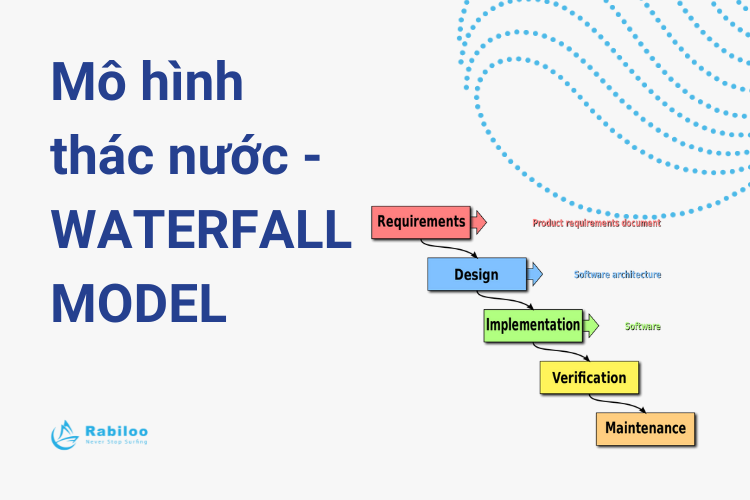 Mô hình
thác nước -
WATERFALL
MODEL
Requirements
Product requirements document
Design
Software architecture
Implementation
Software
Verification
Maintenance
Rabiloo
Never Stop Surfing